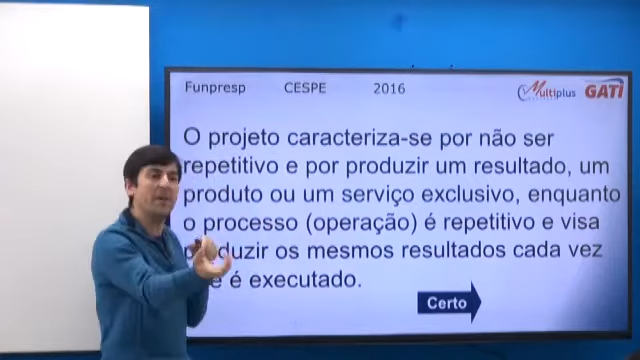 Funpresp CESPE 2016
Multiplus GATI
O projeto caracteriza-se por não ser
repetitivo e por produzir um resultado, um
produto ou um serviço exclusivo, enquanto
o processo (operação) é repetitivo e visa
os mesmos resultados cada vez
é executado.
Certo